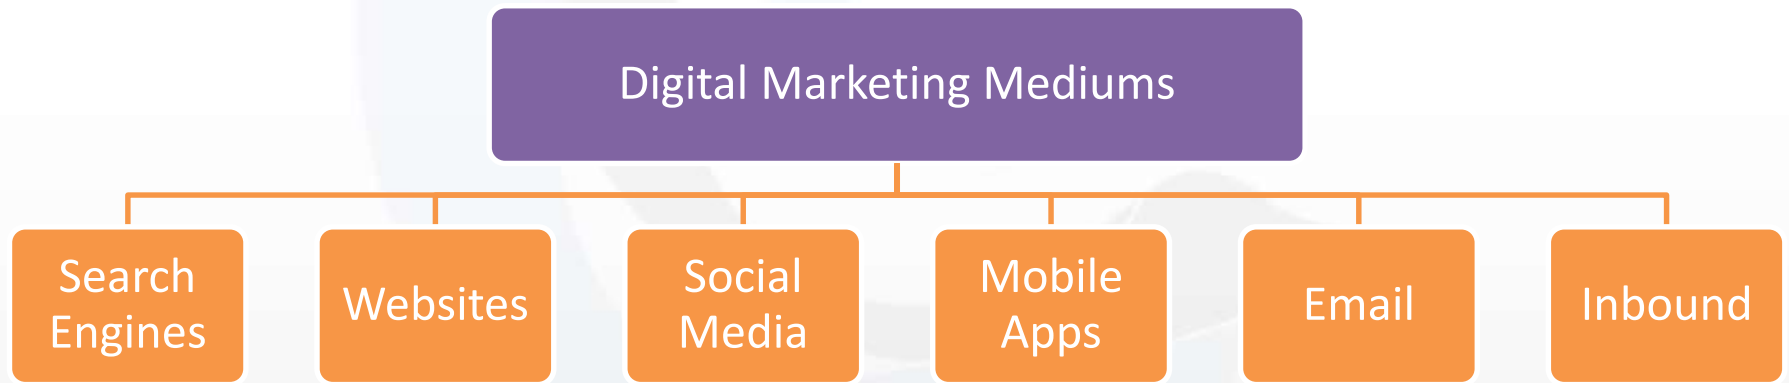 Digital Marketing Mediums
Search
Engines
Websites
Social
Media
Mobile
Apps
Email
Inbound